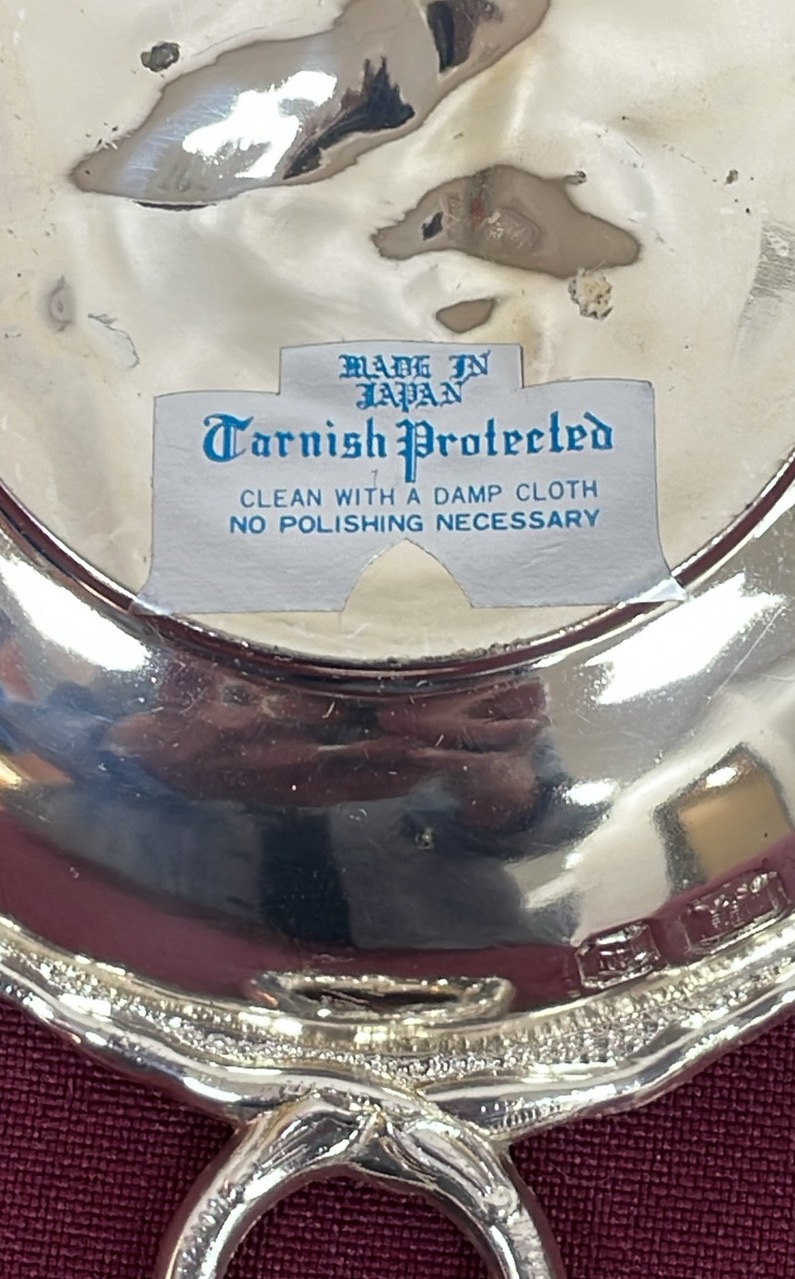 MADE IN
JAPAN
Tarnish Protected
CLEAN WITH A DAMP CLOTH
NO POLISHING NECESSARY